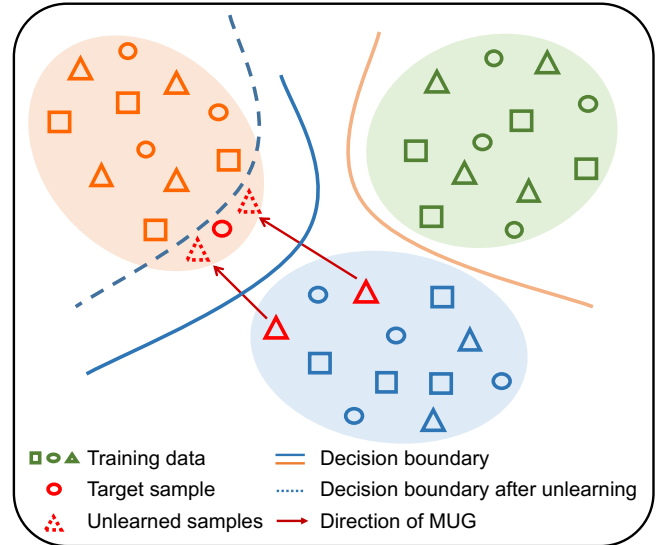 Training data
Decision boundary
Target sample
Decision boundary after unlearning
Unlearned samples
Direction of MUG